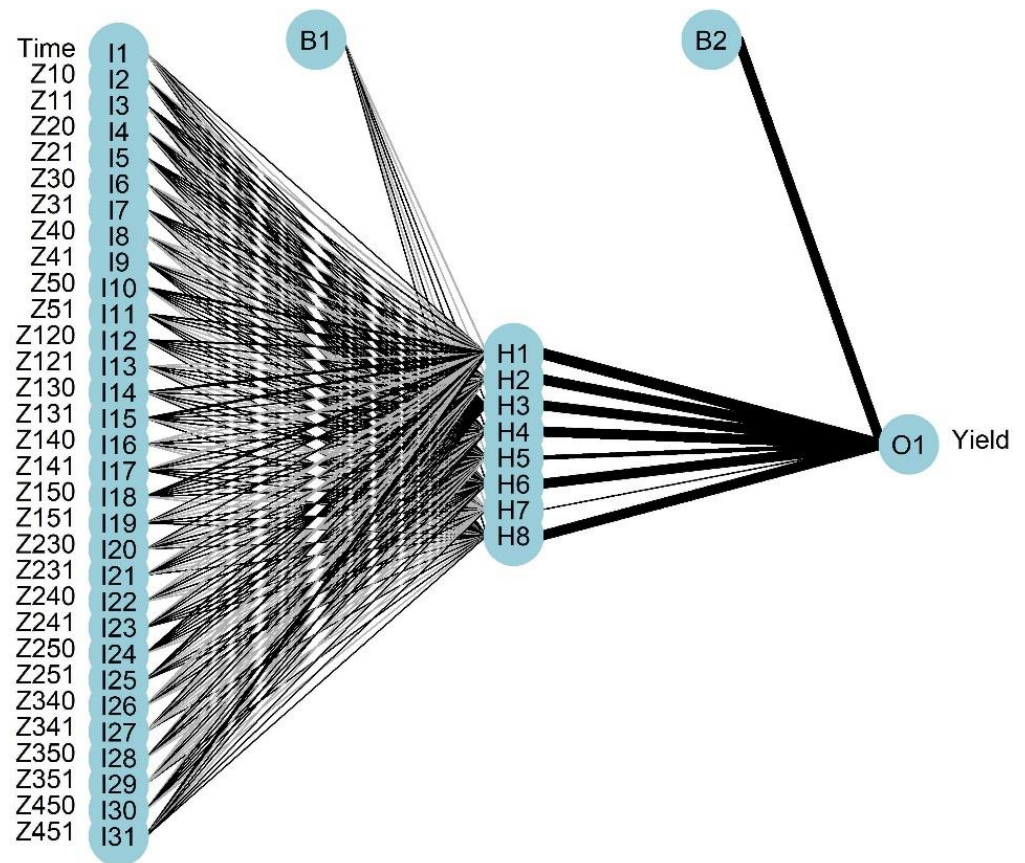 B1
B2
Time I1
Z10 I2
Z11 I3
Z20 I4
Z21 I5
Z30 I6
Z31 I7
Z40 I8
Z41 I9
Z50 I10
Z51 I11
Z120 I12
Z121 I13
Z130 I14
Z131 I15
Z140 I16
Z141 I17
Z150 I18
Z151 I19
Z230 I20
Z231 I21
Z240 I22
Z241 I23
Z250 I24
Z251 I25
Z340 I26
Z341 I27
Z350 I28
Z351 I29
Z450 I30
Z451 I31
H1
H2
H3
H4
H5
H6
H7
H8
O1 Yield